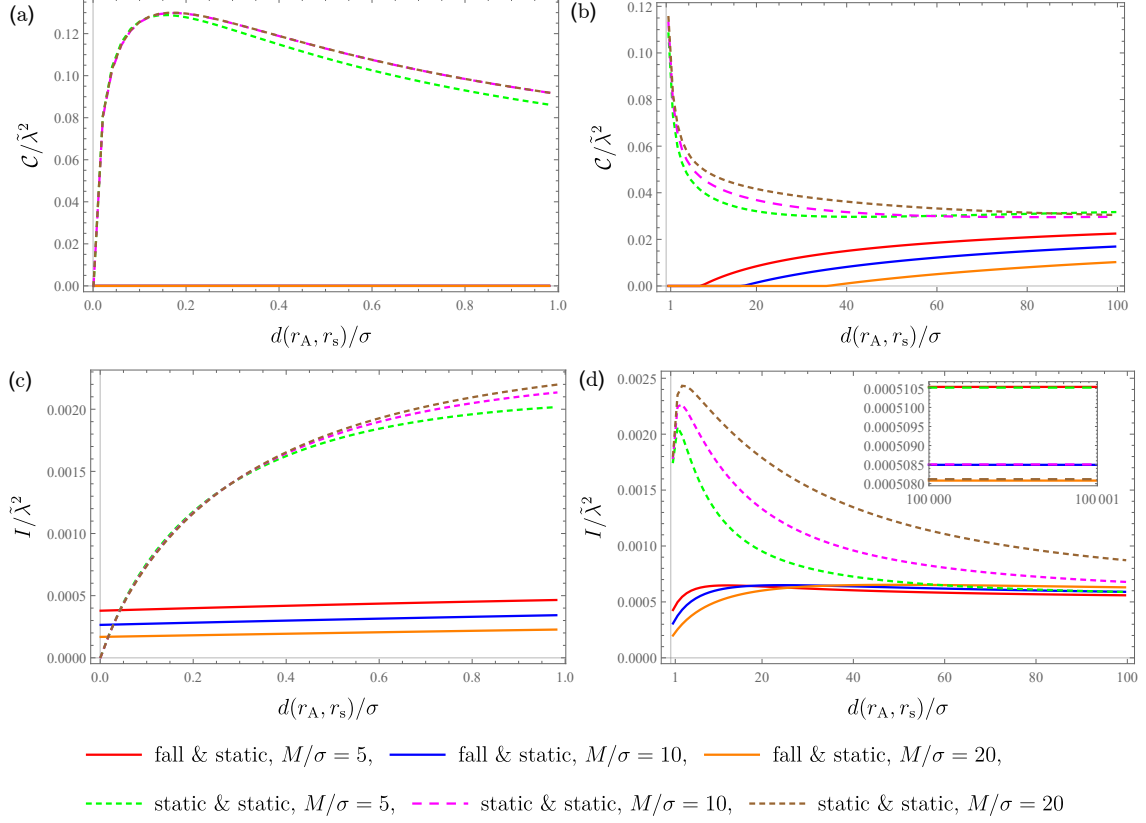 (a)
0.12
0.10
0.08
0.06
0.04
0.02
0.00
0.0 0.2 0.4 0.6 0.8 1.0
C/λ̃²
d(r_A, r_s)/σ
(b)
0.12
0.10
0.08
0.06
0.04
0.02
0.00
1 20 40 60 80 100
C/λ̃²
d(r_A, r_s)/σ
(c)
0.0020
0.0015
0.0010
0.0005
0.0000
0.0 0.2 0.4 0.6 0.8 1.0
I/λ̃²
d(r_A, r_s)/σ
(d)
0.0025
0.0020
0.0015
0.0010
0.0005
0.0000
1 20 40 60 80 100
I/λ̃²
d(r_A, r_s)/σ
0.0005105
0.0005100
0.0005095
0.0005090
0.0005085
0.0005080
100 000 100 001
fall & static, M/σ = 5, fall & static, M/σ = 10, fall & static, M/σ = 20,
static & static, M/σ = 5, static & static, M/σ = 10, static & static, M/σ = 20